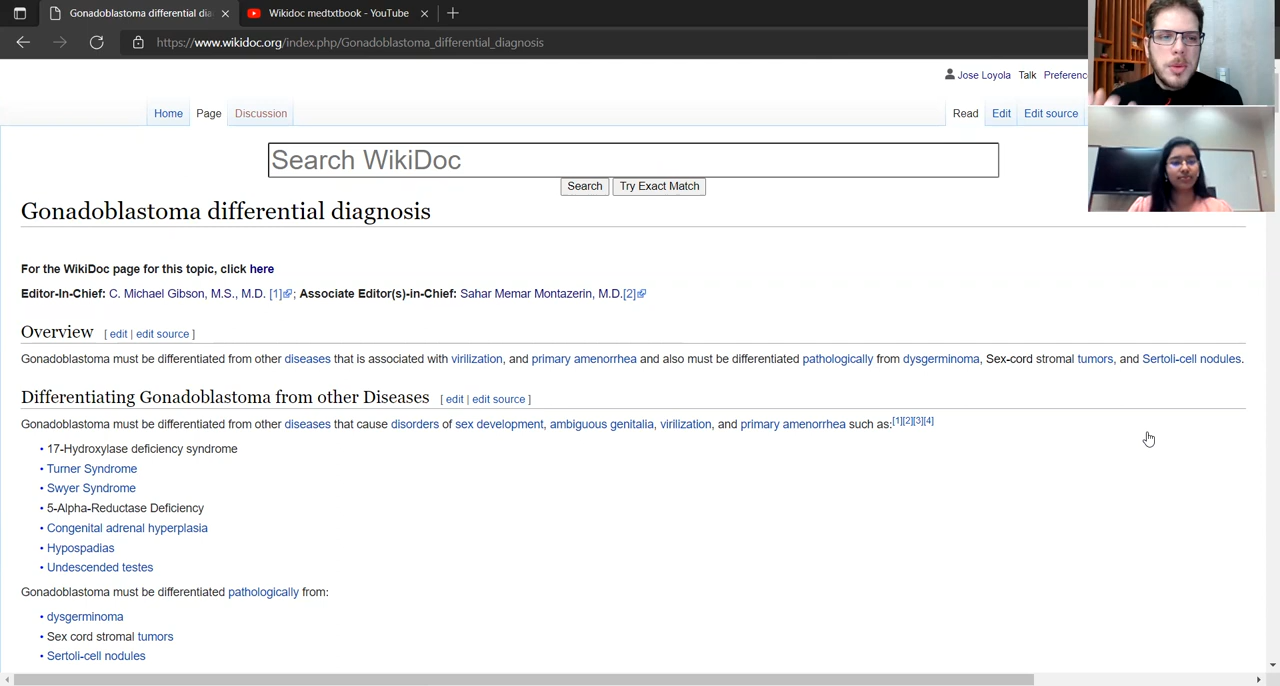 Gonadoblastoma differential dia
Wikidoc medtxtbook - YouTube
https://www.wikidoc.org/index.php/Gonadoblastoma_differential_diagnosis
Jose Loyola Talk Preferenc
Home Page Discussion Read Edit Edit source
Search WikiDoc
Search Try Exact Match
Gonadoblastoma differential diagnosis
For the WikiDoc page for this topic, click here
Editor-In-Chief: C. Michael Gibson, M.S., M.D. [1]; Associate Editor(s)-in-Chief: Sahar Memar Montazerin, M.D.[2]
Overview [ edit | edit source ]
Gonadoblastoma must be differentiated from other diseases that is associated with virilization, and primary amenorrhea and also must be differentiated pathologically from dysgerminoma, Sex-cord stromal tumors, and Sertoli-cell nodules.
Differentiating Gonadoblastoma from other Diseases [ edit | edit source ]
Gonadoblastoma must be differentiated from other diseases that cause disorders of sex development, ambiguous genitalia, virilization, and primary amenorrhea such as:[1][2][3][4]
• 17-Hydroxylase deficiency syndrome
• Turner Syndrome
• Swyer Syndrome
• 5-Alpha-Reductase Deficiency
• Congenital adrenal hyperplasia
• Hypospadias
• Undescended testes
Gonadoblastoma must be differentiated pathologically from:
• dysgerminoma
• Sex cord stromal tumors
• Sertoli-cell nodules